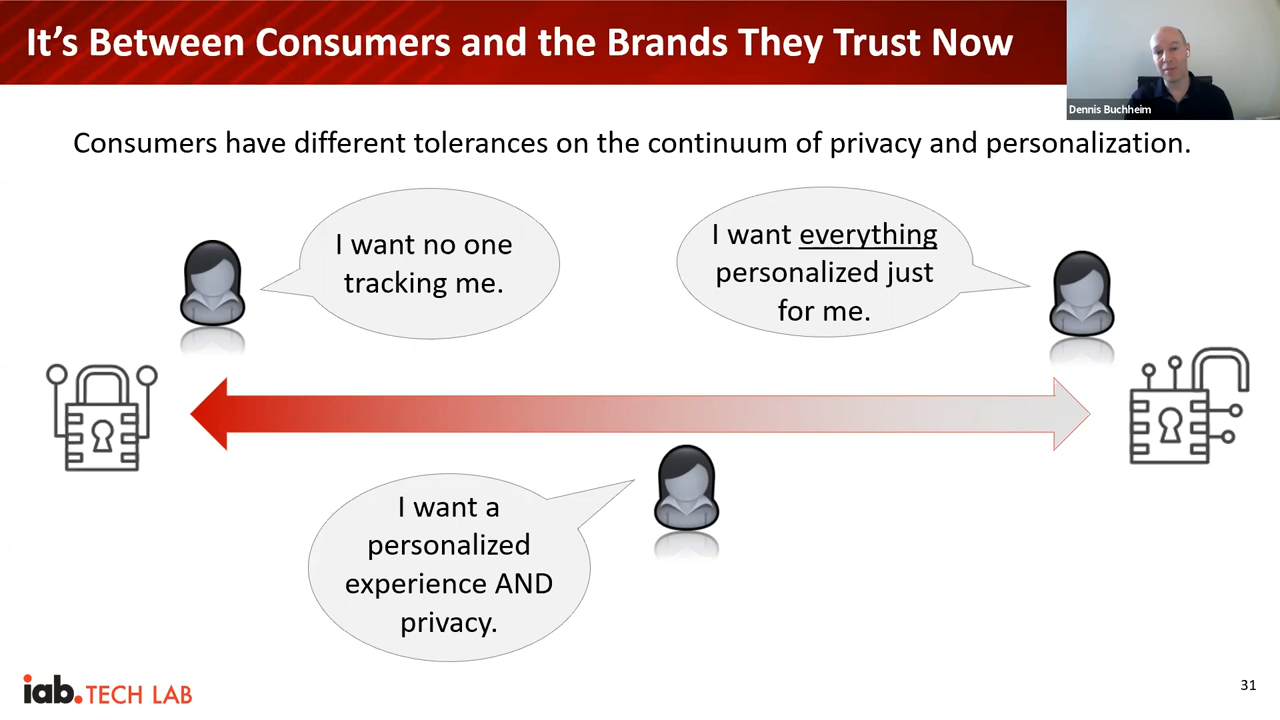 It's Between Consumers and the Brands They Trust Now
Dennis Buchheim
Consumers have different tolerances on the continuum of privacy and personalization.
I want no one
tracking me.
I want everything
personalized just
for me.
I want a
personalized
experience AND
privacy.
iab.TECH LAB
31